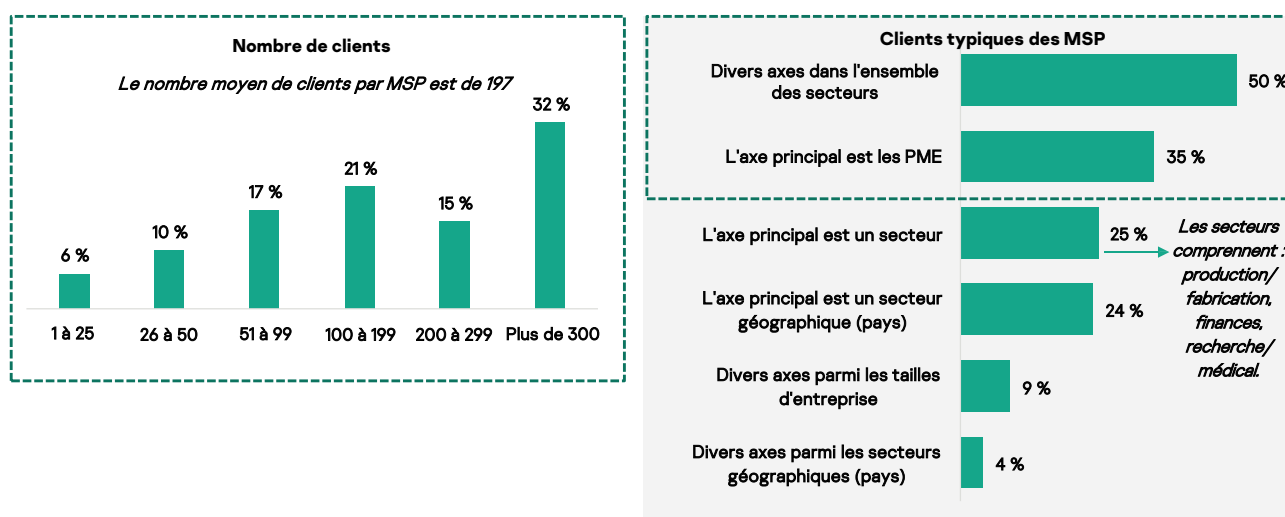 Nombre de clients
Le nombre moyen de clients par MSP est de 197
6 %
10 %
17 %
21 %
15 %
32 %
1 à 25
26 à 50
51 à 99
100 à 199
200 à 299
Plus de 300
Clients typiques des MSP
Divers axes dans l'ensemble
des secteurs
50 %
L'axe principal est les PME
35 %
L'axe principal est un secteur
25 %
Les secteurs
comprennent :
production/
fabrication,
finances,
recherche/
médical.
L'axe principal est un secteur
géographique (pays)
24 %
Divers axes parmi les tailles
d'entreprise
9 %
Divers axes parmi les secteurs
géographiques (pays)
4 %